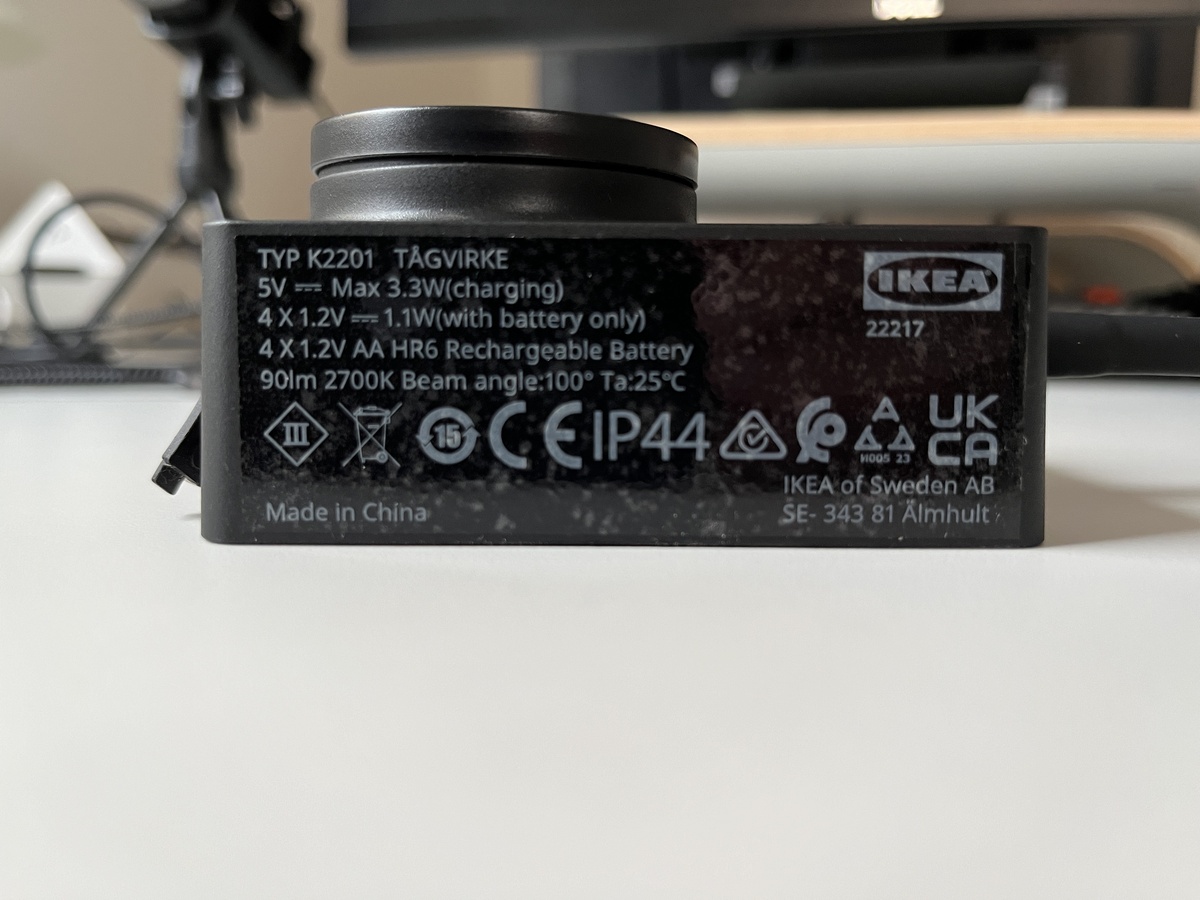 TYP K2201 TÅGVIRKE
5V ⎓ Max 3.3W(charging)
4 X 1.2V ⎓ 1.1W(with battery only)
4 X 1.2V AA HR6 Rechargeable Battery
90lm 2700K Beam angle:100° Ta:25°C
IKEA
22217
III
15
CE
IP44
И005 23
UK
CA
Made in China
IKEA of Sweden AB
SE- 343 81 Älmhult